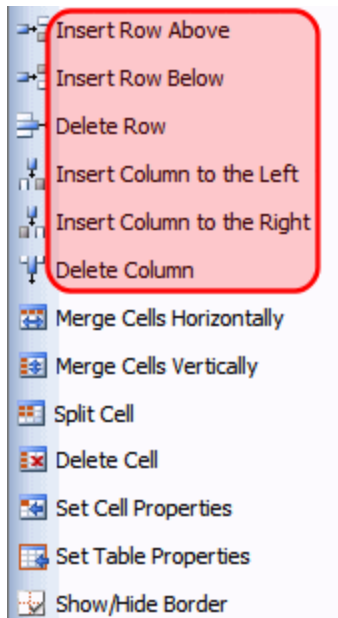 Insert Row Above
Insert Row Below
Delete Row
Insert Column to the Left
Insert Column to the Right
Delete Column
Merge Cells Horizontally
Merge Cells Vertically
Split Cell
Delete Cell
Set Cell Properties
Set Table Properties
Show/Hide Border